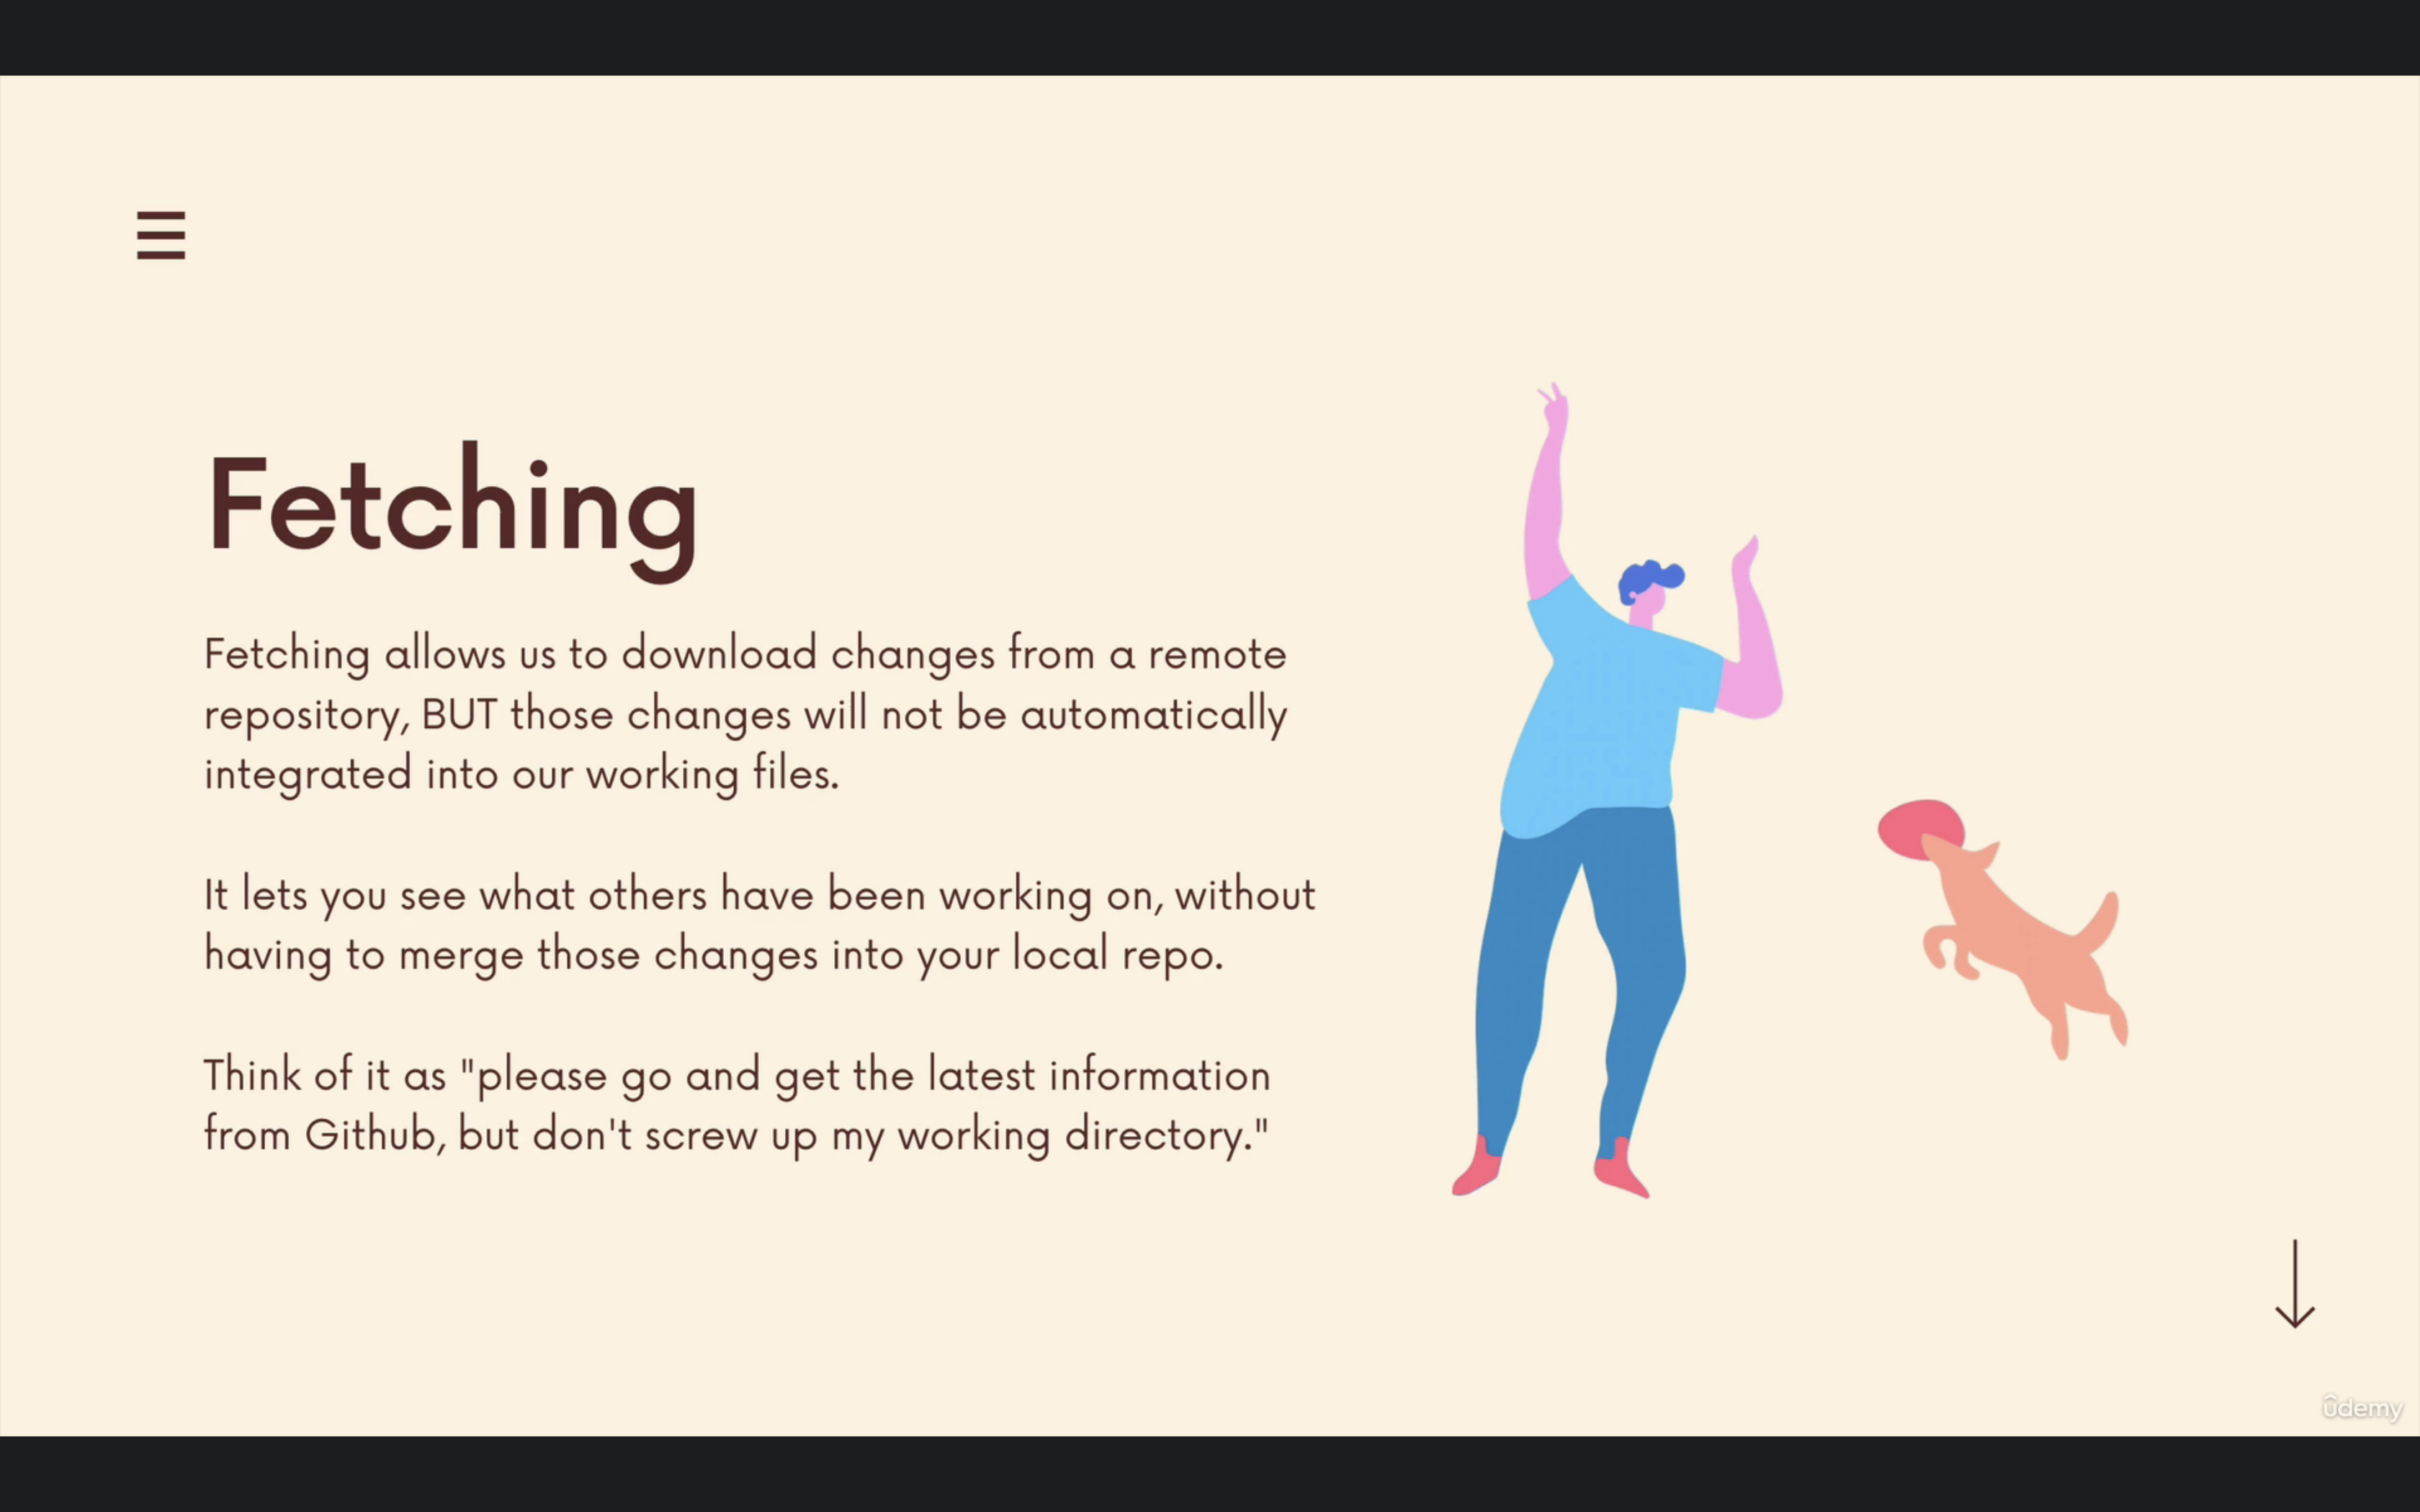 Fetching
Fetching allows us to download changes from a remote
repository, BUT those changes will not be automatically
integrated into our working files.
It lets you see what others have been working on, without
having to merge those changes into your local repo.
Think of it as "please go and get the latest information
from Github, but don't screw up my working directory."
ûdemy